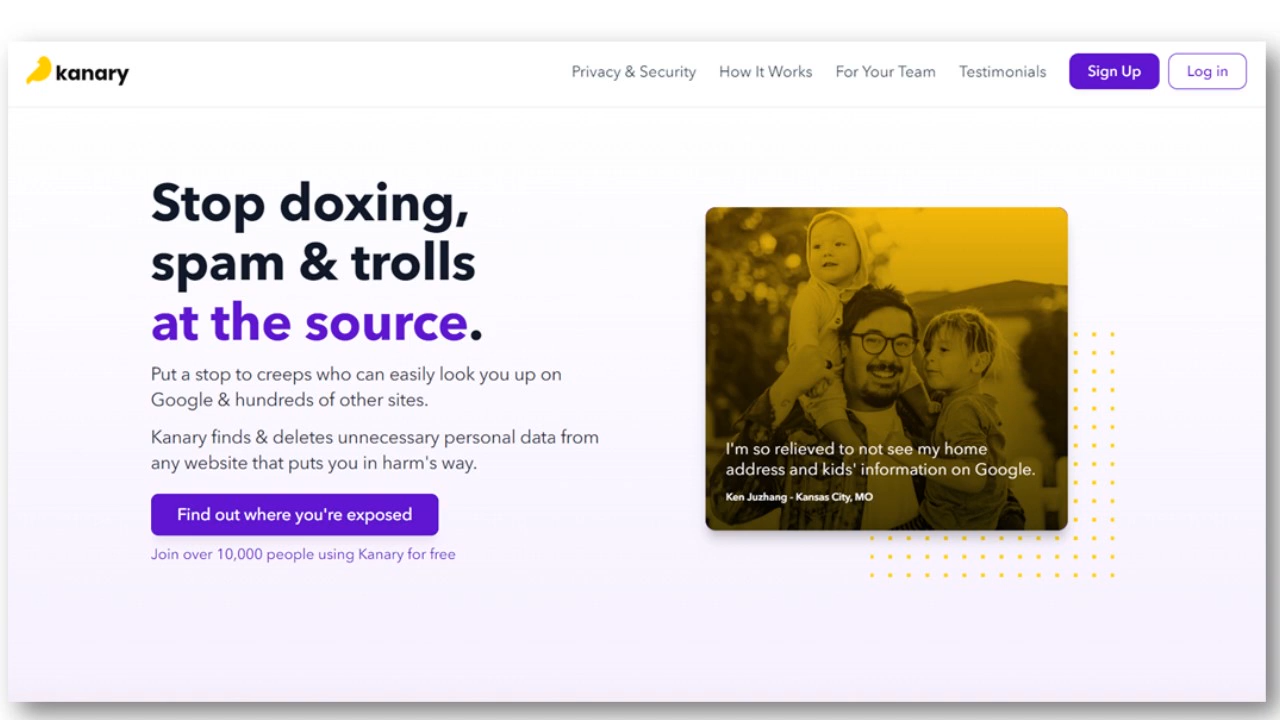 kanary
Privacy & Security
How It Works
For Your Team
Testimonials
Sign Up
Log in
Stop doxing,
spam & trolls
at the source.
Put a stop to creeps who can easily look you up on
Google & hundreds of other sites.
Kanary finds & deletes unnecessary personal data from
any website that puts you in harm's way.
Find out where you're exposed
Join over 10,000 people using Kanary for free
I'm so relieved to not see my home
address and kids' information on Google.
Ken Juzhang - Kansas City, MO